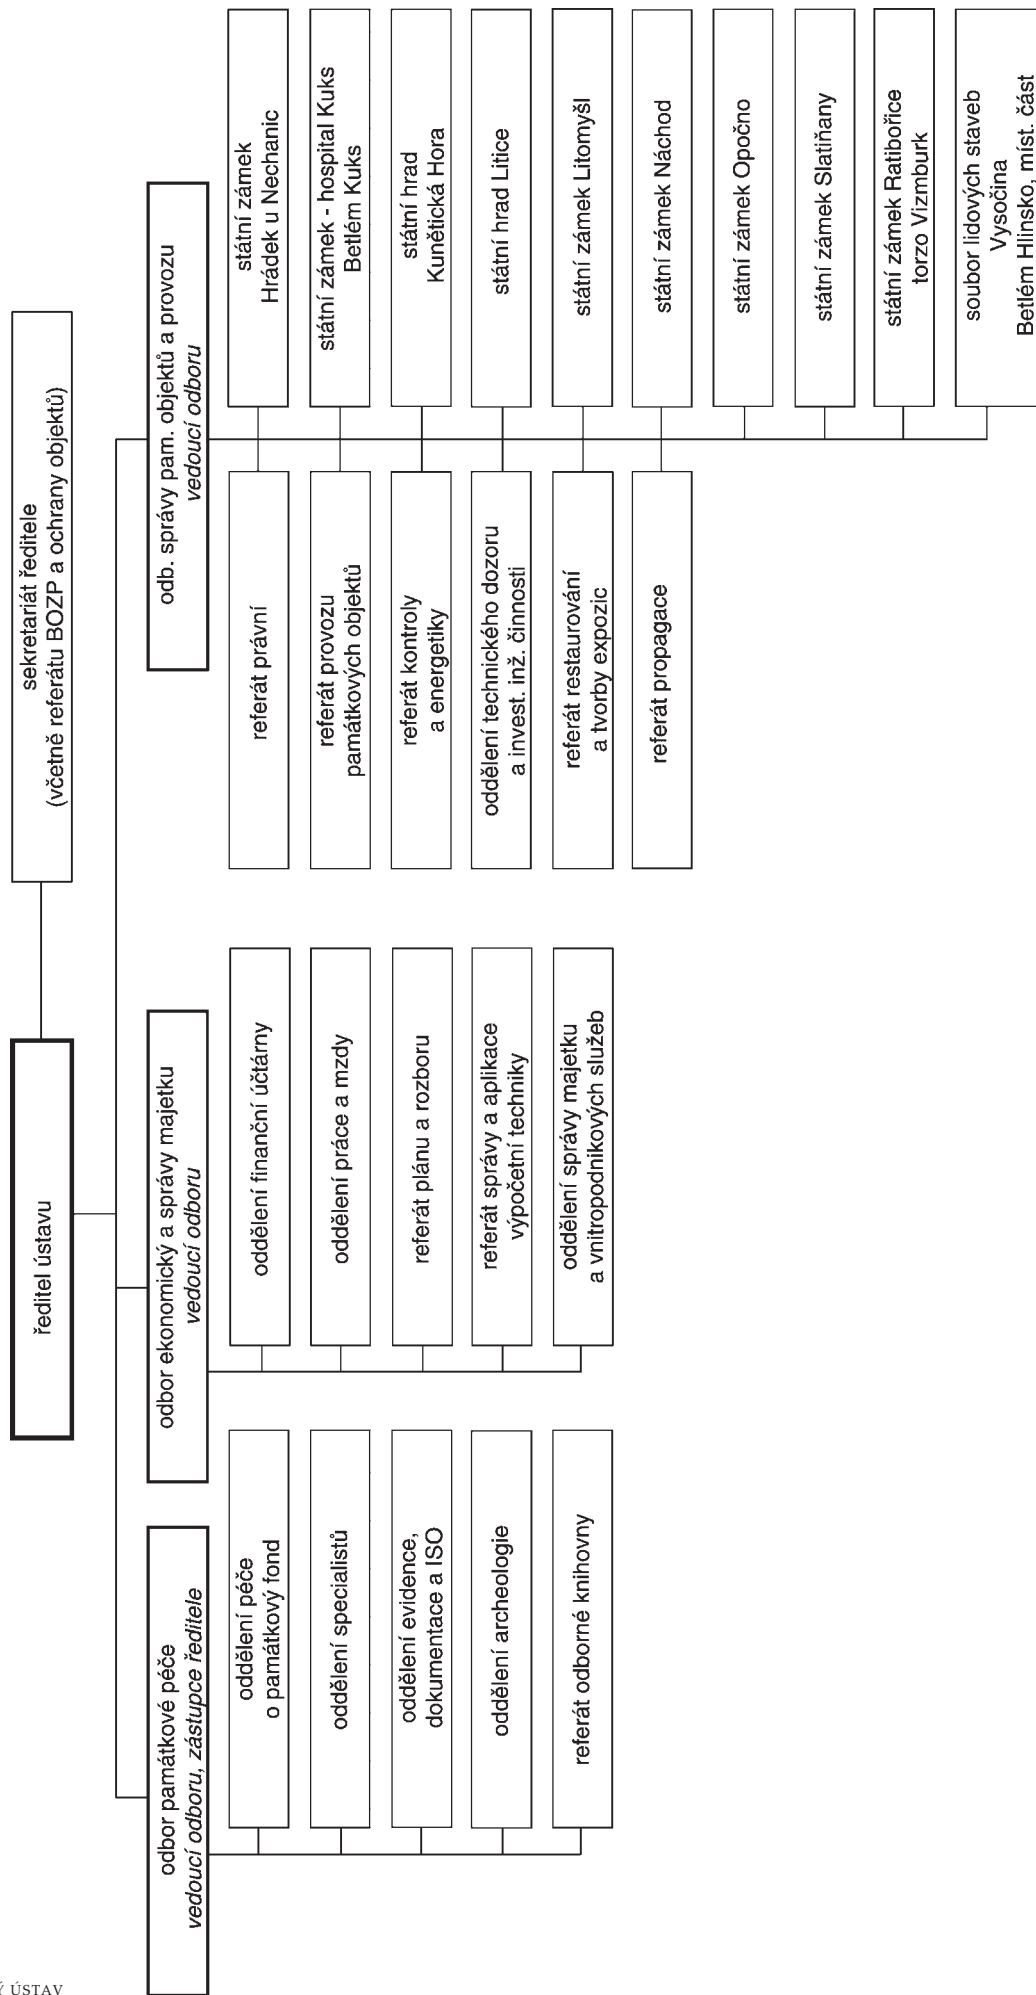 ředitel ústavu
sekretariát ředitele
(včetně referátu BOZP a ochrany objektů)
odbor památkové péče
vedoucí odboru, zástupce ředitele
oddělení péče
o památkový fond
oddělení specialistů
oddělení evidence,
dokumentace a ISO
oddělení archeologie
referát odborné knihovny
odbor ekonomický a správy majetku
vedoucí odboru
oddělení finanční účtárny
oddělení práce a mzdy
referát plánu a rozboru
referát správy a aplikace
výpočetní techniky
oddělení správy majetku
a vnitropodnikových služeb
odb. správy pam. objektů a provozu
vedoucí odboru
referát právní
referát provozu
památkových objektů
referát kontroly
a energetiky
oddělení technického dozoru
a invest. inž. činnosti
referát restaurování
a tvorby expozic
referát propagace
státní zámek
Hrádek u Nechanic
státní zámek - hospital Kuks
Betlém Kuks
státní hrad
Kunětická Hora
státní hrad Litice
státní zámek Litomyšl
státní zámek Náchod
státní zámek Opočno
státní zámek Slatiňany
státní zámek Ratibořice
torzo Vizmburk
soubor lidových staveb
Vysočina
Betlém Hlinsko, míst. část
Ý ÚSTAV